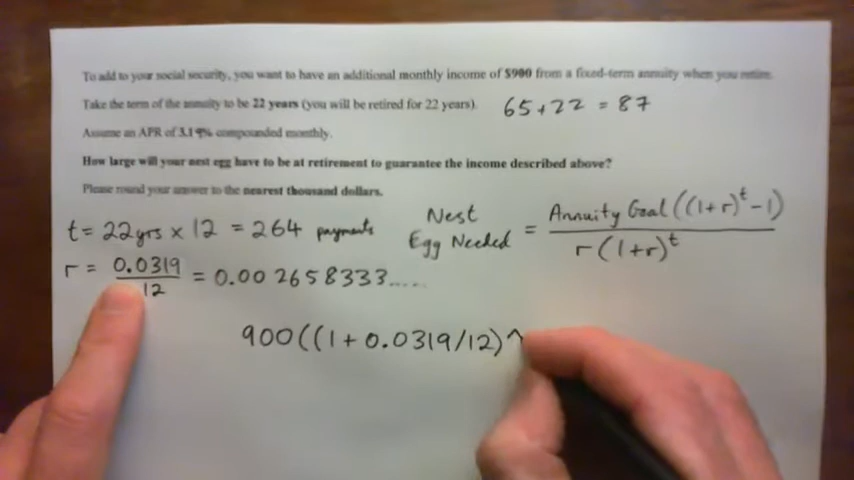 To add to your social security, you want to have an additional monthly income of $900 from a fixed-term annuity when you retire.
Take the term of the annuity to be 22 years (you will be retired for 22 years). 65+22 = 87
Assume an APR of 3.19% compounded monthly.
How large will your nest egg have to be at retirement to guarantee the income described above?
Please round your answer to the nearest thousand dollars.
t = 22yrs × 12 = 264 payments
r = 0.0319/12 = 0.002658333.....
Nest Egg Needed = Annuity Goal((1+r)^t-1) / r(1+r)^t
900((1+0.0319/12)^